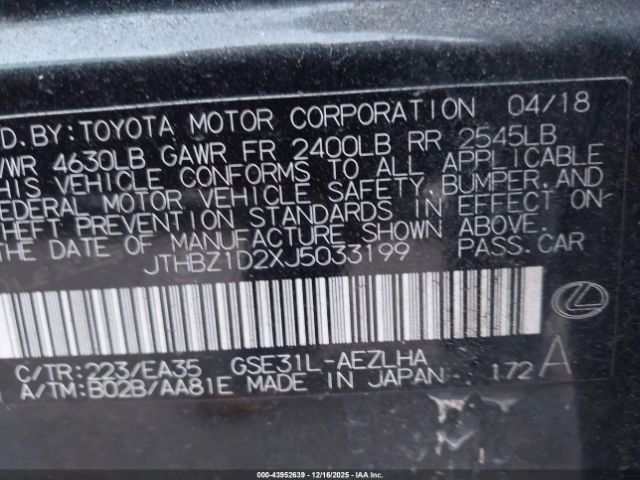 D.BY:TOYOTA MOTOR CORPORATION 04/18
VWR 4630LB GAWR FR 2400LB RR 2545LB
HIS VEHICLE CONFORMS TO ALL APPLICABLE
EDERAL MOTOR VEHICLE SAFETY, BUMPER, AND
HEFT PREVENTION STANDARDS IN EFFECT ON
E DATE OF MANUFACTURE SHOWN ABOVE.
JTHBZ1D2XJ5033199 PASS.CAR
C/TR:223/EA35 GSE31L-AEZLHA
A/TM:B02B/AA81E MADE IN JAPAN 172 A
000-43952639 - 12/16/2025 - IAA Inc.